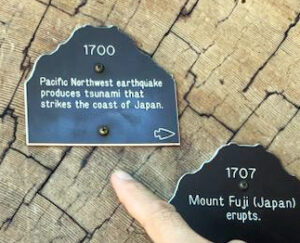 1700
Pacific Northwest earthquake
produces tsunami that
strikes the coast of Japan.
1707
Mount Fuji (Japan)
erupts.